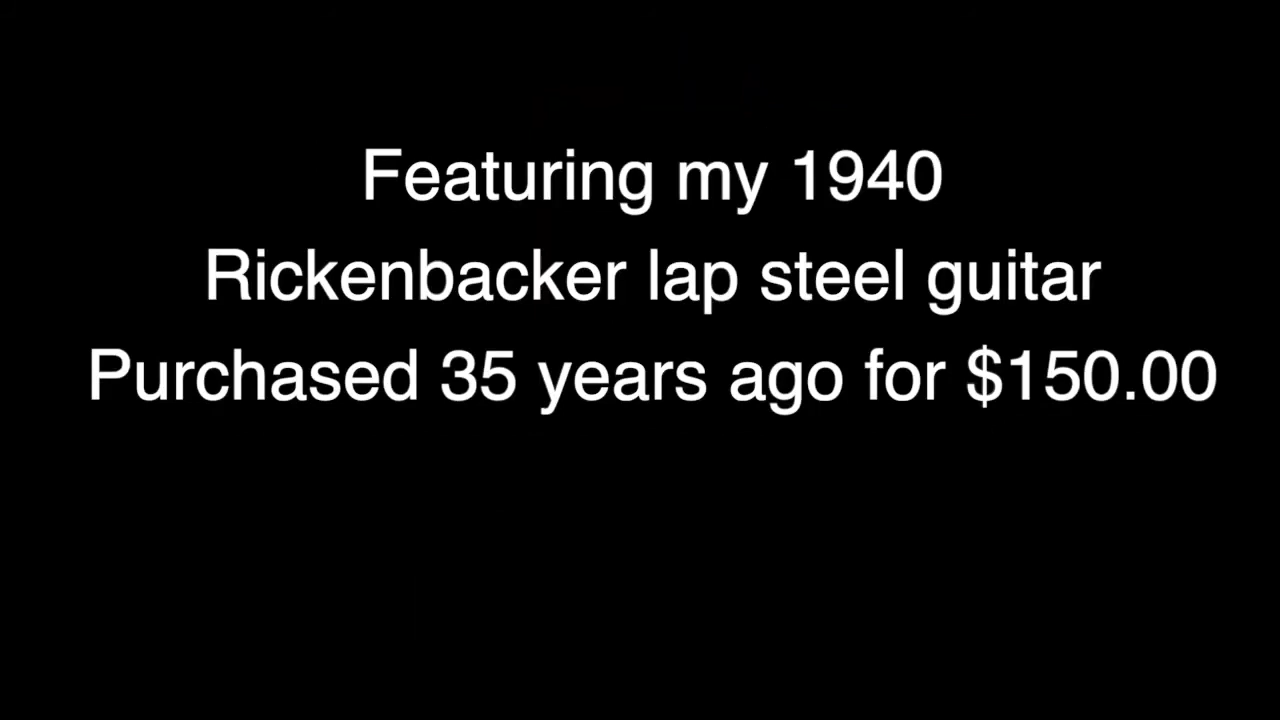 Featuring my 1940
Rickenbacker lap steel guitar
Purchased 35 years ago for $150.00